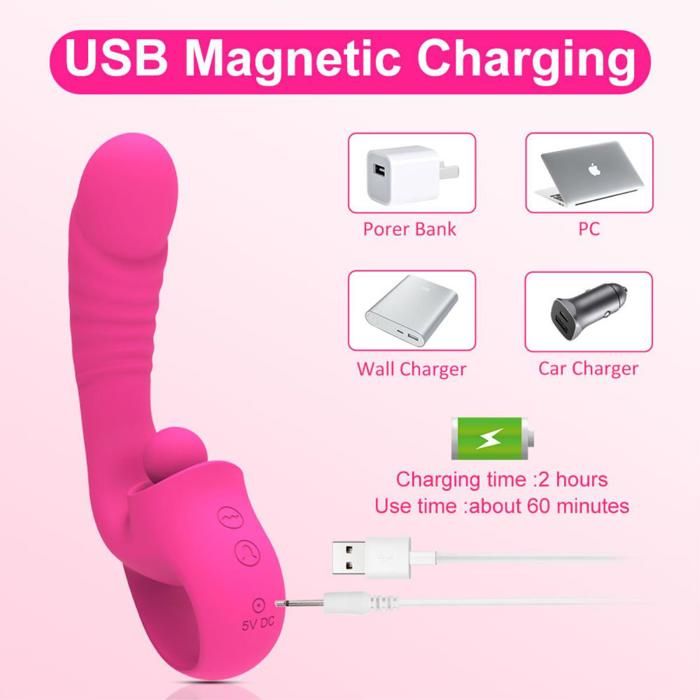 USB Magnetic Charging
Porer Bank
PC
Wall Charger
Car Charger
Charging time :2 hours
Use time :about 60 minutes
5V DC